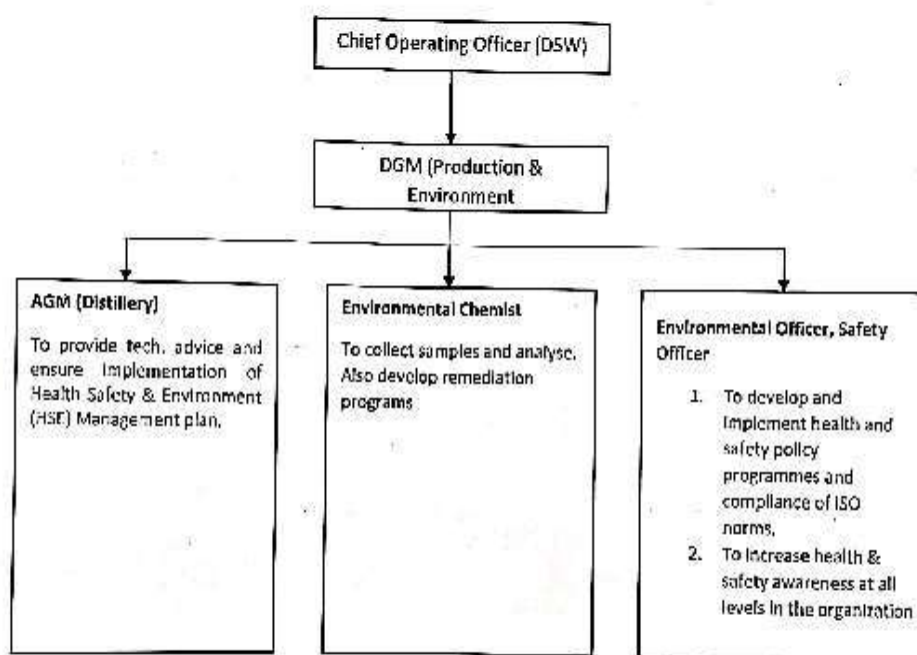 Chief Operating Officer (DSW)
DGM (Production &
Environment
AGM (Distillery)
To provide tech. advice and
ensure Implementation of
Health Safety & Environment
(HSE) Management plan.
Environmental Chemist
To collect samples and analyse.
Also develop remediation
programs
Environmental Officer, Safety
Officer
1. To develop and
implement health and
safety policy
programmes and
compliance of ISO
norms.
2. To increase health &
safety awareness at all
levels in the organization